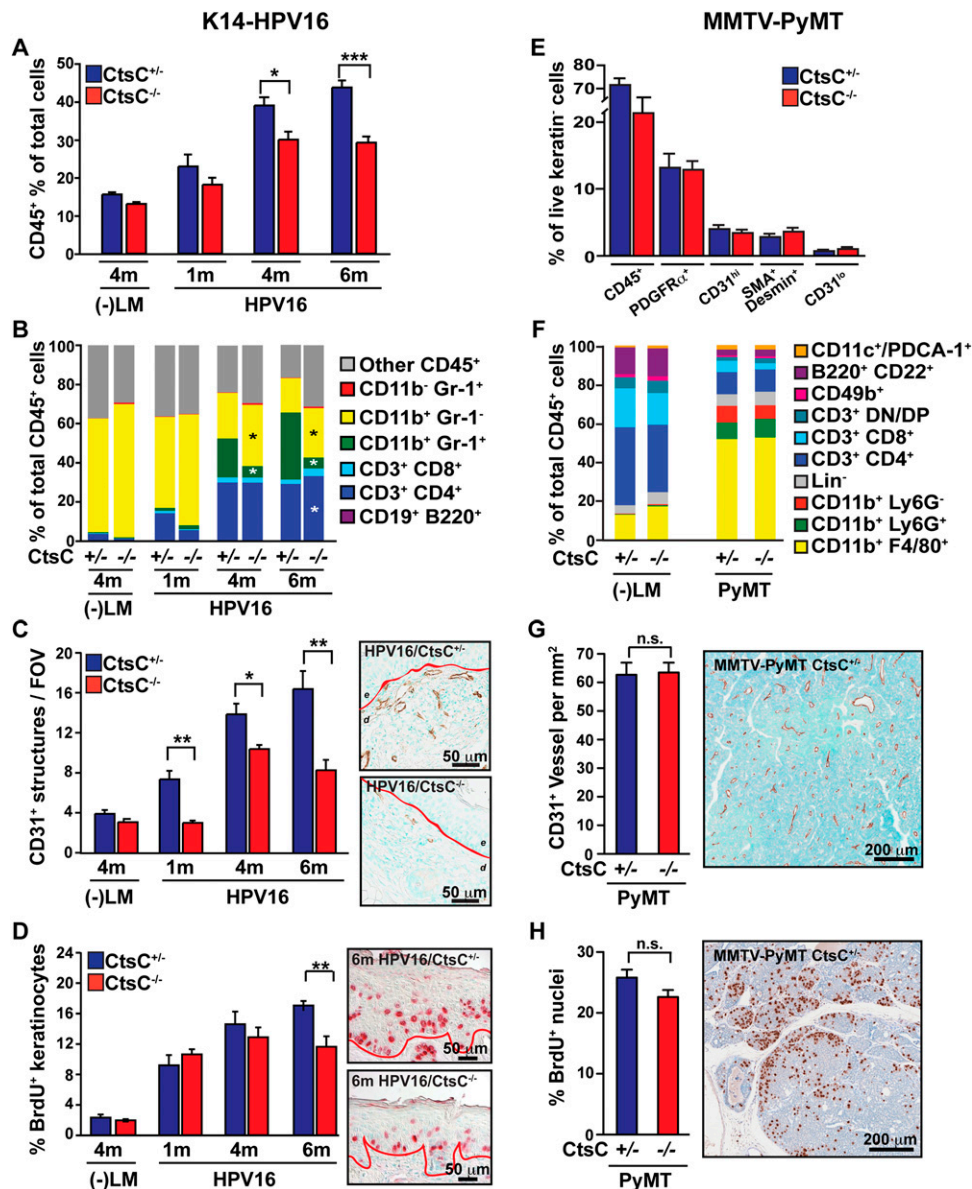 K14-HPV16
MMTV-PyMT
A
CtsC+/-
CtsC-/-
*
***
CD45+ % of total cells
50
40
30
20
10
0
4m
1m
4m
6m
(-)LM
HPV16
E
CtsC+/-
CtsC-/-
% of live keratin- cells
80
70
20
10
0
CD45+
PDGFRα+
CD31hi
SMA+
Desmin+
CD31lo
B
% of total CD45+ cells
100
80
60
40
20
0
*
*
*
*
*
Other CD45+
CD11b- Gr-1+
CD11b+ Gr-1-
CD11b+ Gr-1+
CD3+ CD8+
CD3+ CD4+
CD19+ B220+
CtsC +/- -/- +/- -/- +/- -/- +/- -/-
4m
1m
4m
6m
(-)LM
HPV16
F
% of total CD45+ cells
100
80
60
40
20
0
CD11c+/PDCA-1+
B220+ CD22+
CD49b+
CD3+ DN/DP
CD3+ CD8+
CD3+ CD4+
Lin-
CD11b+ Ly6G-
CD11b+ Ly6G+
CD11b+ F4/80+
CtsC +/- -/- +/- -/-
(-)LM
PyMT
C
CtsC+/-
CtsC-/-
**
*
**
CD31+ structures / FOV
20
16
12
8
4
0
4m
1m
4m
6m
(-)LM
HPV16
HPV16/CtsC+/-
e
d
50 µm
HPV16/CtsC-/-
e
d
50 µm
G
n.s.
CD31+ Vessel per mm2
100
80
60
40
20
0
CtsC +/- -/-
PyMT
MMTV-PyMT CtsC+/-
200 µm
D
CtsC+/-
CtsC-/-
**
% BrdU+ keratinocytes
24
20
16
12
8
4
0
4m
1m
4m
6m
(-)LM
HPV16
6m HPV16/CtsC+/-
50 µm
6m HPV16/CtsC-/-
50 µm
H
n.s.
% BrdU+ nuclei
30
20
10
0
CtsC +/- -/-
PyMT
MMTV-PyMT CtsC+/-
200 µm